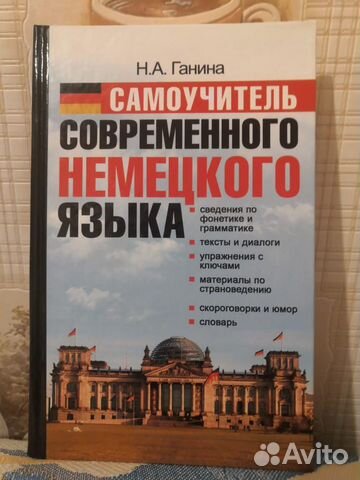 Н.А. Ганина
САМОУЧИТЕЛЬ
СОВРЕМЕННОГО
НЕМЕЦКОГО
ЯЗЫКА
сведения по
фонетике и
грамматике
тексты и диалоги
упражнения с
ключами
материалы по
страноведению
скороговорки и юмор
словарь
Avito